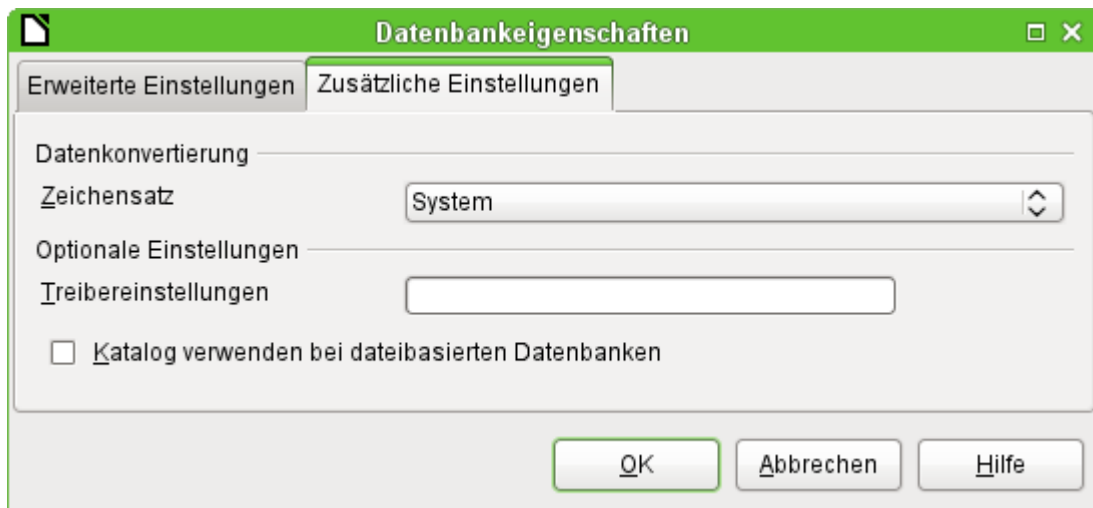 Datenbankeigenschaften
Erweiterte Einstellungen
Zusätzliche Einstellungen
Datenkonvertierung
Zeichensatz
System
Optionale Einstellungen
Treibereinstellungen
Katalog verwenden bei dateibasierten Datenbanken
OK
Abbrechen
Hilfe